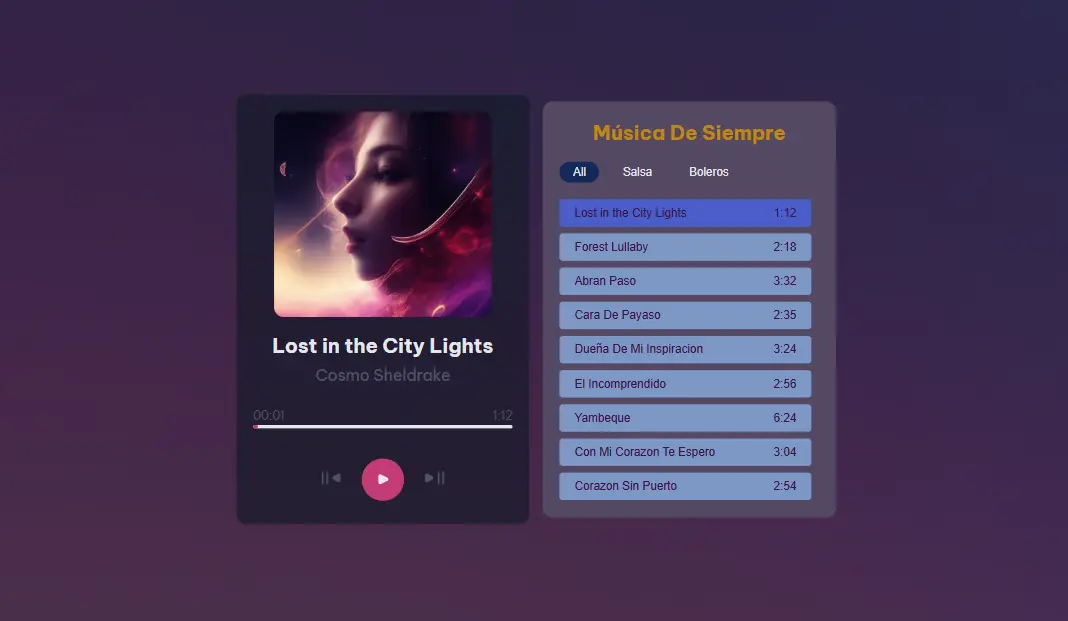 Lost in the City Lights
Cosmo Sheldrake
00:01 1:12
Música De Siempre
All Salsa Boleros
Lost in the City Lights 1:12
Forest Lullaby 2:18
Abran Paso 3:32
Cara De Payaso 2:35
Dueña De Mi Inspiracion 3:24
El Incomprendido 2:56
Yambeque 6:24
Con Mi Corazon Te Espero 3:04
Corazon Sin Puerto 2:54